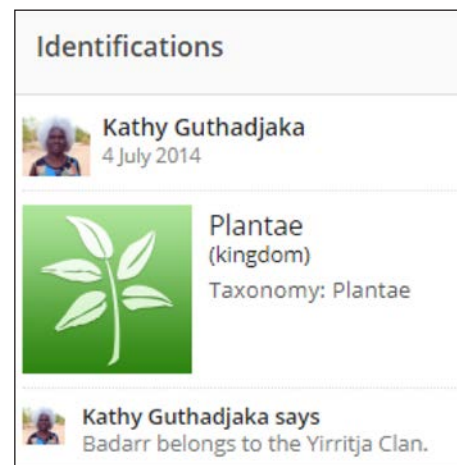 Identifications
Kathy Guthadjaka
4 July 2014
Plantae
(kingdom)
Taxonomy: Plantae
Kathy Guthadjaka says
Badarr belongs to the Yirritja Clan.